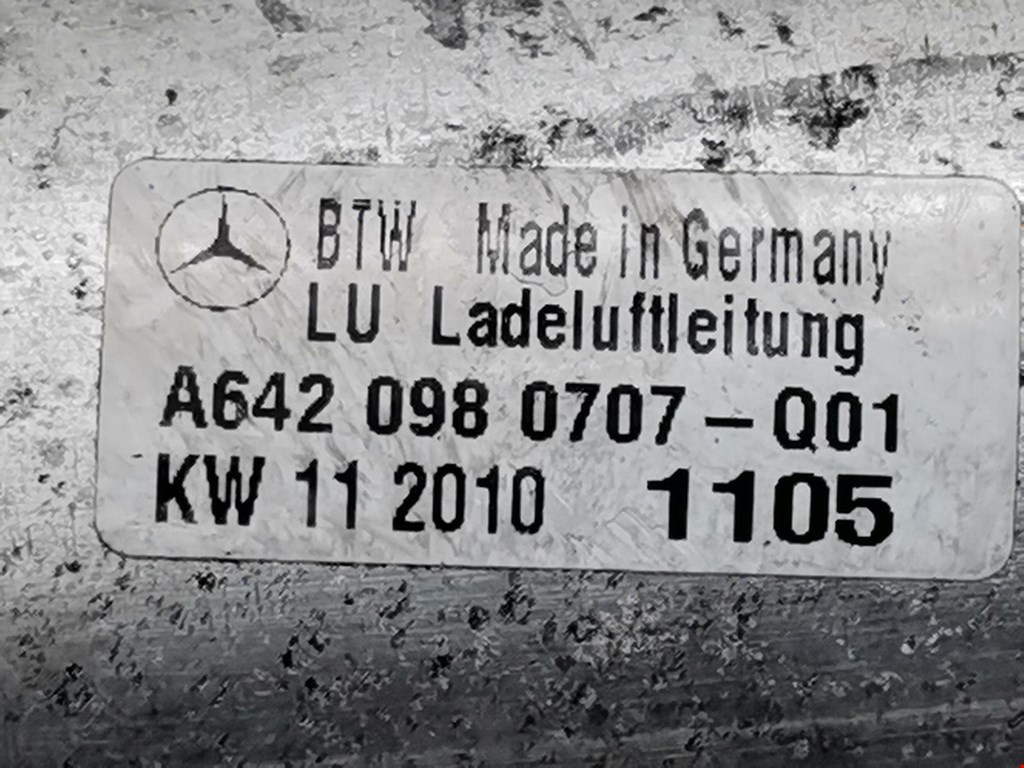 BTW Made in Germany
LU Ladeluftleitung
A642 098 0707 – Q01
KW 11 2010 1105